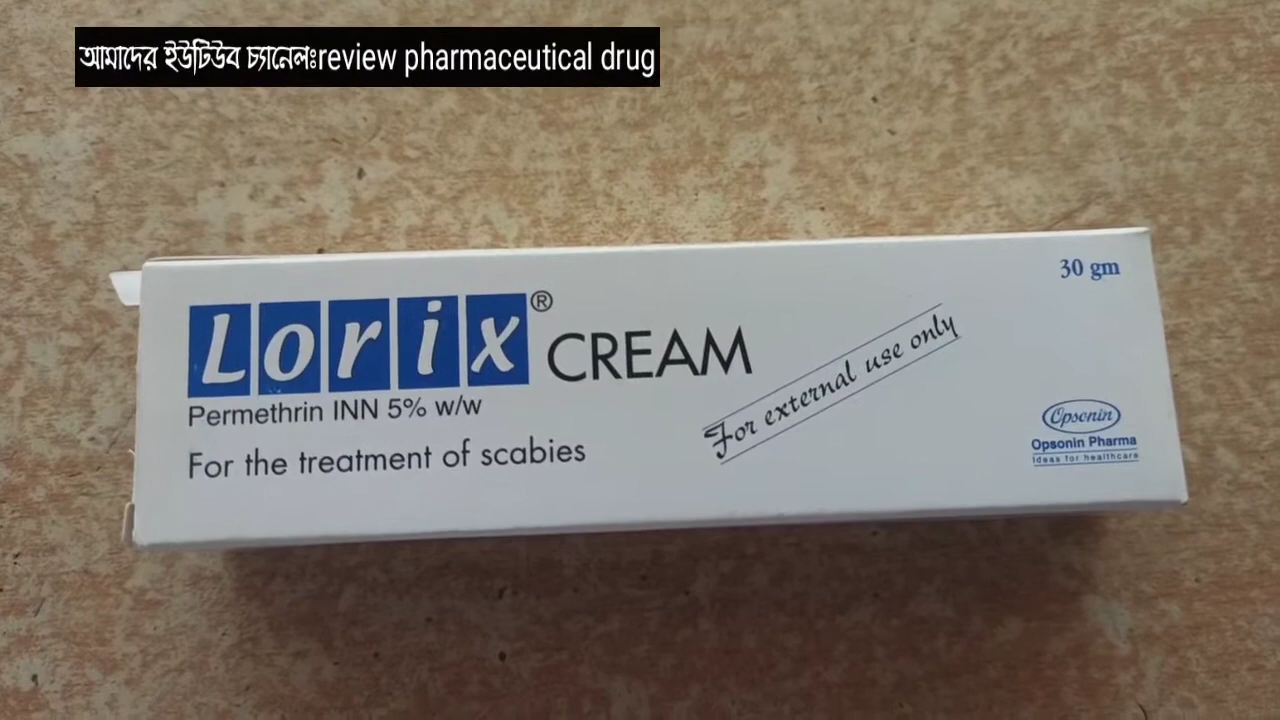 আমাদের ইউটিউব চ্যানেলঃreview pharmaceutical drug
30 gm
Lorix® CREAM
Permethrin INN 5% w/w
For the treatment of scabies
For external use only
Opsonin
Opsonin Pharma
Ideas for healthcare